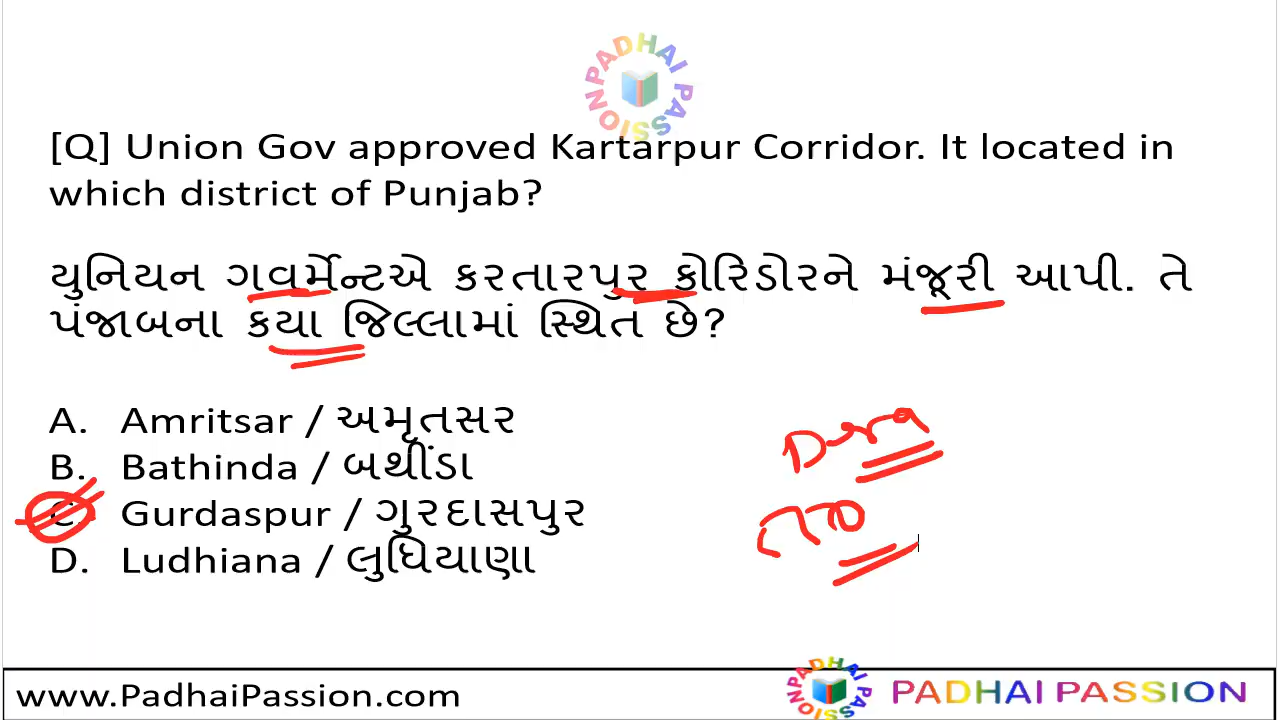 PADHAI PASSION
[Q] Union Gov approved Kartarpur Corridor. It located in
which district of Punjab?
યુનિયન ગવર્મેન્ટએ કરતારપુર કોરિડોરને મંજૂરી આપી. તે
પંજાબના કયા જિલ્લામાં સ્થિત છે?
A. Amritsar / અમૃતસર
B. Bathinda / બથીંડા
C. Gurdaspur / ગુરદાસપુર
D. Ludhiana / લુધિયાણા
Dera
www.PadhaiPassion.com
PADHAI PASSION
PADHAI PASSION